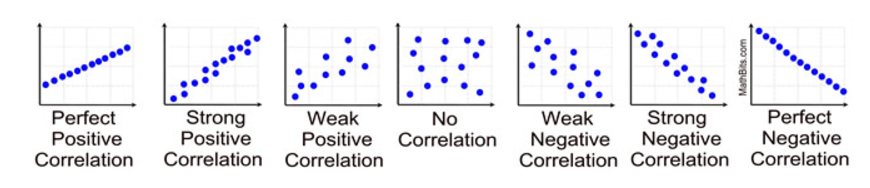 Perfect
Positive
Correlation
Strong
Positive
Correlation
Weak
Positive
Correlation
No
Correlation
Weak
Negative
Correlation
Strong
Negative
Correlation
MathBits.com
Perfect
Negative
Correlation